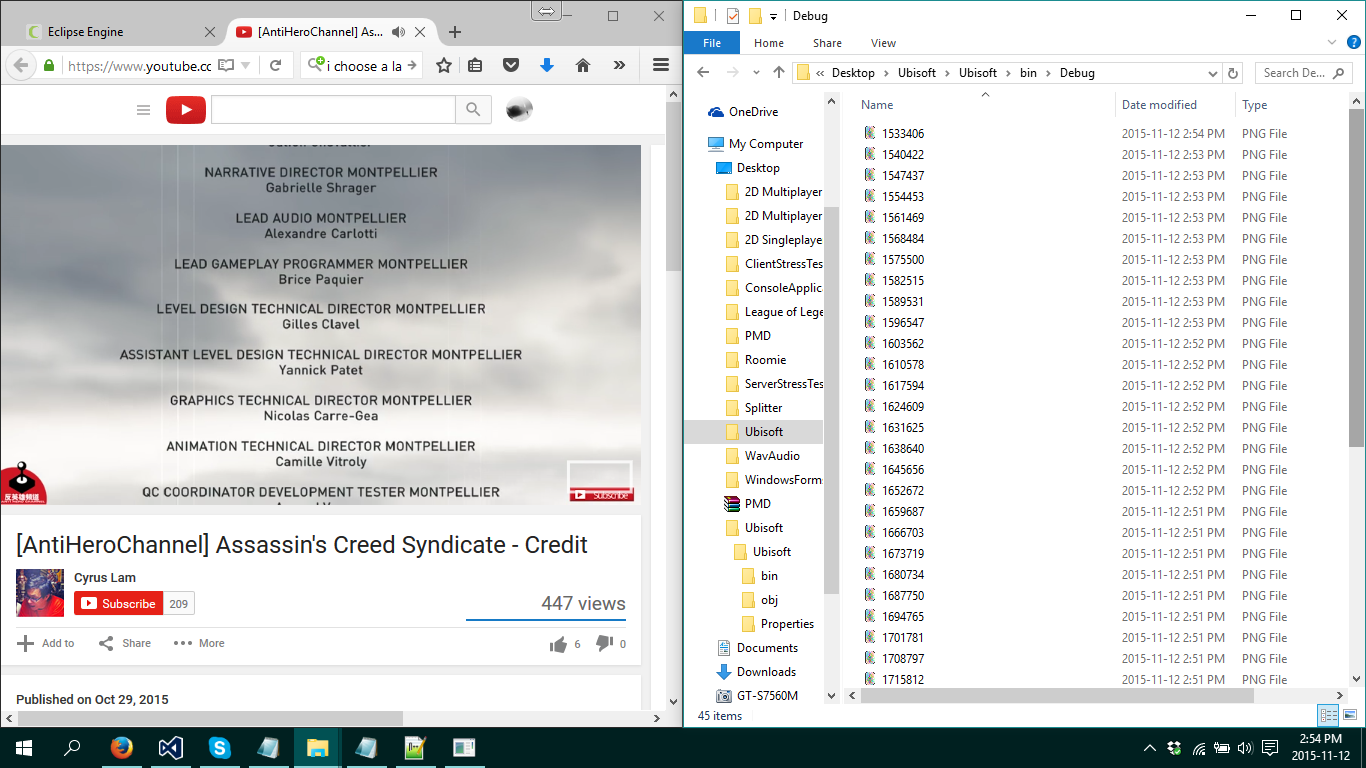 Eclipse Engine
[AntiHeroChannel] As...
https://www.youtube.cc
i choose a la
NARRATIVE DIRECTOR MONTPELLIER
Gabrielle Shrager
LEAD AUDIO MONTPELLIER
Alexandre Carlotti
LEAD GAMEPLAY PROGRAMMER MONTPELLIER
Brice Paquier
LEVEL DESIGN TECHNICAL DIRECTOR MONTPELLIER
Gilles Clavel
ASSISTANT LEVEL DESIGN TECHNICAL DIRECTOR MONTPELLIER
Yannick Patet
GRAPHICS TECHNICAL DIRECTOR MONTPELLIER
Nicolas Carre-Gea
ANIMATION TECHNICAL DIRECTOR MONTPELLIER
Camille Vitroly
QC COORDINATOR DEVELOPMENT TESTER MONTPELLIER
反英雄頻道
Subscribe
[AntiHeroChannel] Assassin's Creed Syndicate - Credit
Cyrus Lam
Subscribe 209
447 views
Add to Share More 6 0
Published on Oct 29, 2015
Debug
File Home Share View
« Desktop > Ubisoft > Ubisoft > bin > Debug
Search De...
OneDrive
My Computer
Desktop
2D Multiplayer
2D Multiplayer
2D Singleplaye
ClientStressTes
ConsoleApplica
League of Lege
PMD
Roomie
ServerStressTes
Splitter
Ubisoft
WavAudio
WindowsForm
PMD
Ubisoft
Ubisoft
bin
obj
Properties
Documents
Downloads
GT-S7560M
Name Date modified Type
1533406 2015-11-12 2:54 PM PNG File
1540422 2015-11-12 2:53 PM PNG File
1547437 2015-11-12 2:53 PM PNG File
1554453 2015-11-12 2:53 PM PNG File
1561469 2015-11-12 2:53 PM PNG File
1568484 2015-11-12 2:53 PM PNG File
1575500 2015-11-12 2:53 PM PNG File
1582515 2015-11-12 2:53 PM PNG File
1589531 2015-11-12 2:53 PM PNG File
1596547 2015-11-12 2:53 PM PNG File
1603562 2015-11-12 2:52 PM PNG File
1610578 2015-11-12 2:52 PM PNG File
1617594 2015-11-12 2:52 PM PNG File
1624609 2015-11-12 2:52 PM PNG File
1631625 2015-11-12 2:52 PM PNG File
1638640 2015-11-12 2:52 PM PNG File
1645656 2015-11-12 2:52 PM PNG File
1652672 2015-11-12 2:52 PM PNG File
1659687 2015-11-12 2:51 PM PNG File
1666703 2015-11-12 2:51 PM PNG File
1673719 2015-11-12 2:51 PM PNG File
1680734 2015-11-12 2:51 PM PNG File
1687750 2015-11-12 2:51 PM PNG File
1694765 2015-11-12 2:51 PM PNG File
1701781 2015-11-12 2:51 PM PNG File
1708797 2015-11-12 2:51 PM PNG File
1715812 2015-11-12 2:51 PM PNG File
45 items
2:54 PM
2015-11-12